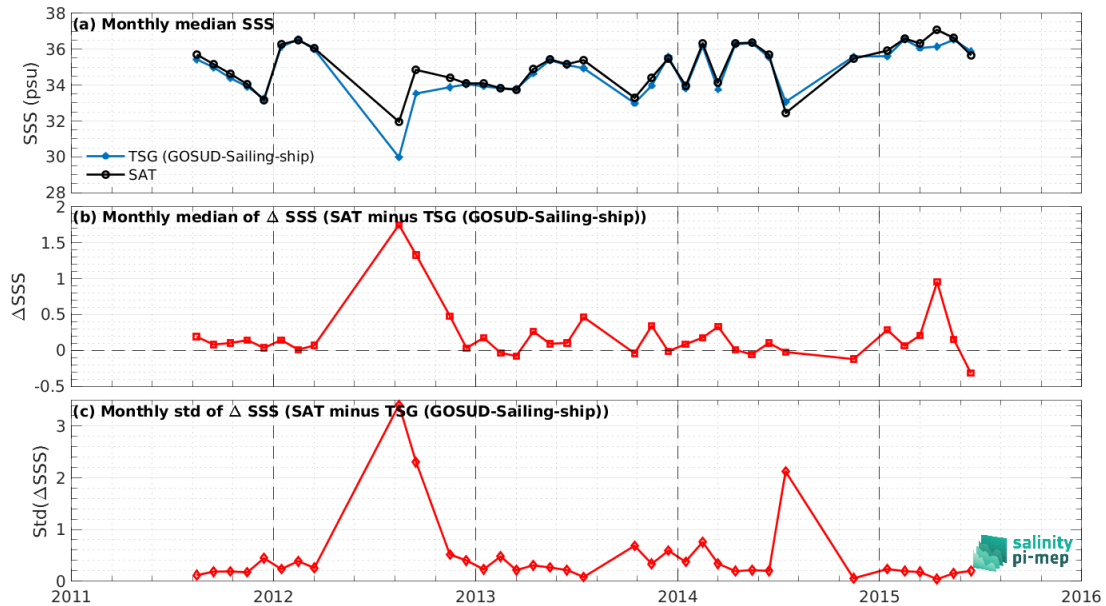 (a) Monthly median SSS
38
36
34
32
30
28
SSS (psu)
TSG (GOSUD-Sailing-ship)
SAT
(b) Monthly median of Δ SSS (SAT minus TSG (GOSUD-Sailing-ship))
2
1.5
1
0.5
0
-0.5
ΔSSS
(c) Monthly std of Δ SSS (SAT minus TSG (GOSUD-Sailing-ship))
3
2
1
0
Std(ΔSSS)
salinity
pi-mep
2011 2012 2013 2014 2015 2016